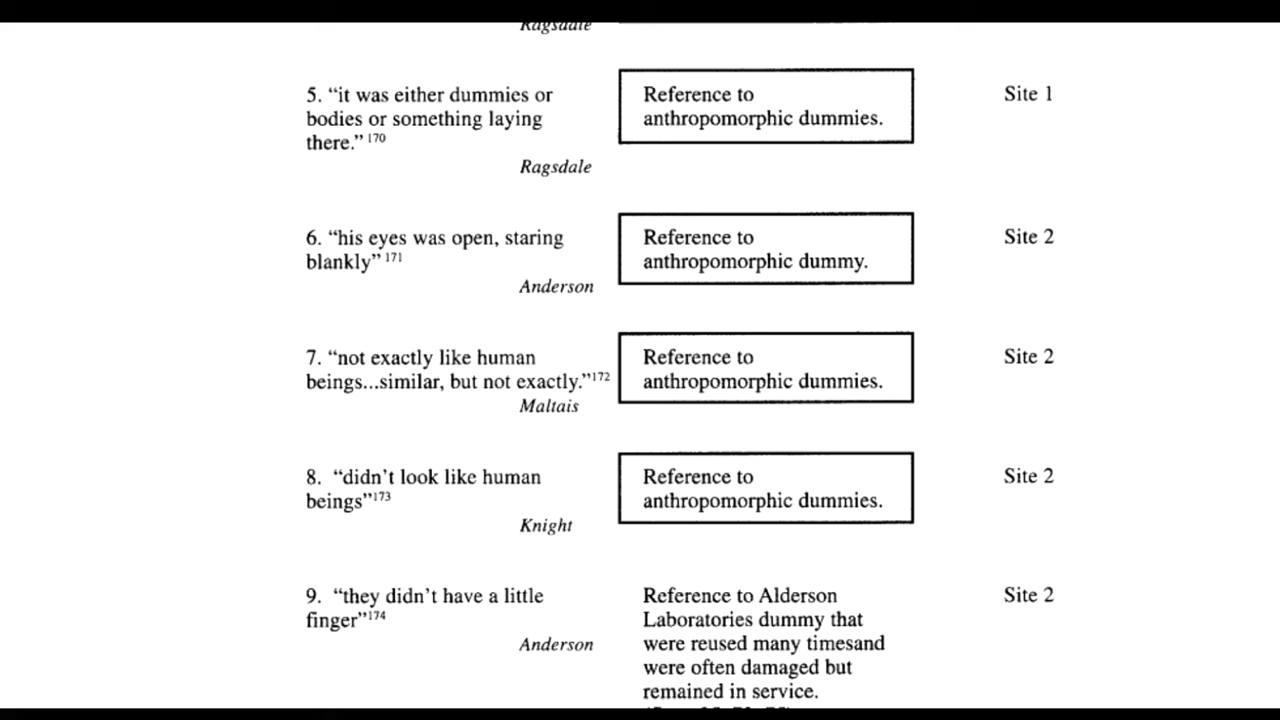 Ragsdale
5. “it was either dummies or
bodies or something laying
there.” 170
Ragsdale
Reference to
anthropomorphic dummies.
Site 1
6. “his eyes was open, staring
blankly” 171
Anderson
Reference to
anthropomorphic dummy.
Site 2
7. “not exactly like human
beings...similar, but not exactly.”172
Maltais
Reference to
anthropomorphic dummies.
Site 2
8. “didn’t look like human
beings”173
Knight
Reference to
anthropomorphic dummies.
Site 2
9. “they didn’t have a little
finger”174
Anderson
Reference to Alderson
Laboratories dummy that
were reused many timesand
were often damaged but
remained in service.
Site 2